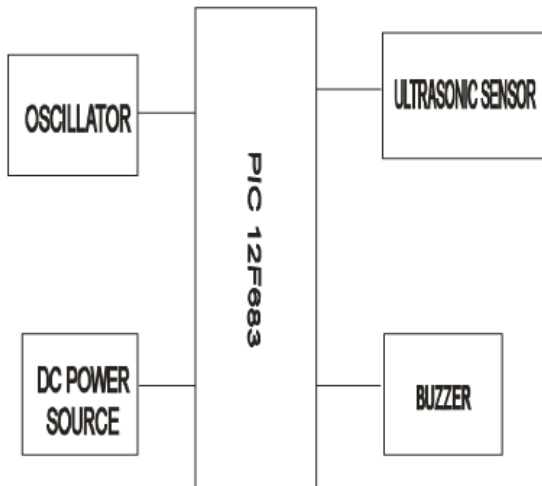 OSCILLATOR
ULTRASONIC SENSOR
PIC 12F683
DC POWER
SOURCE
BUZZER